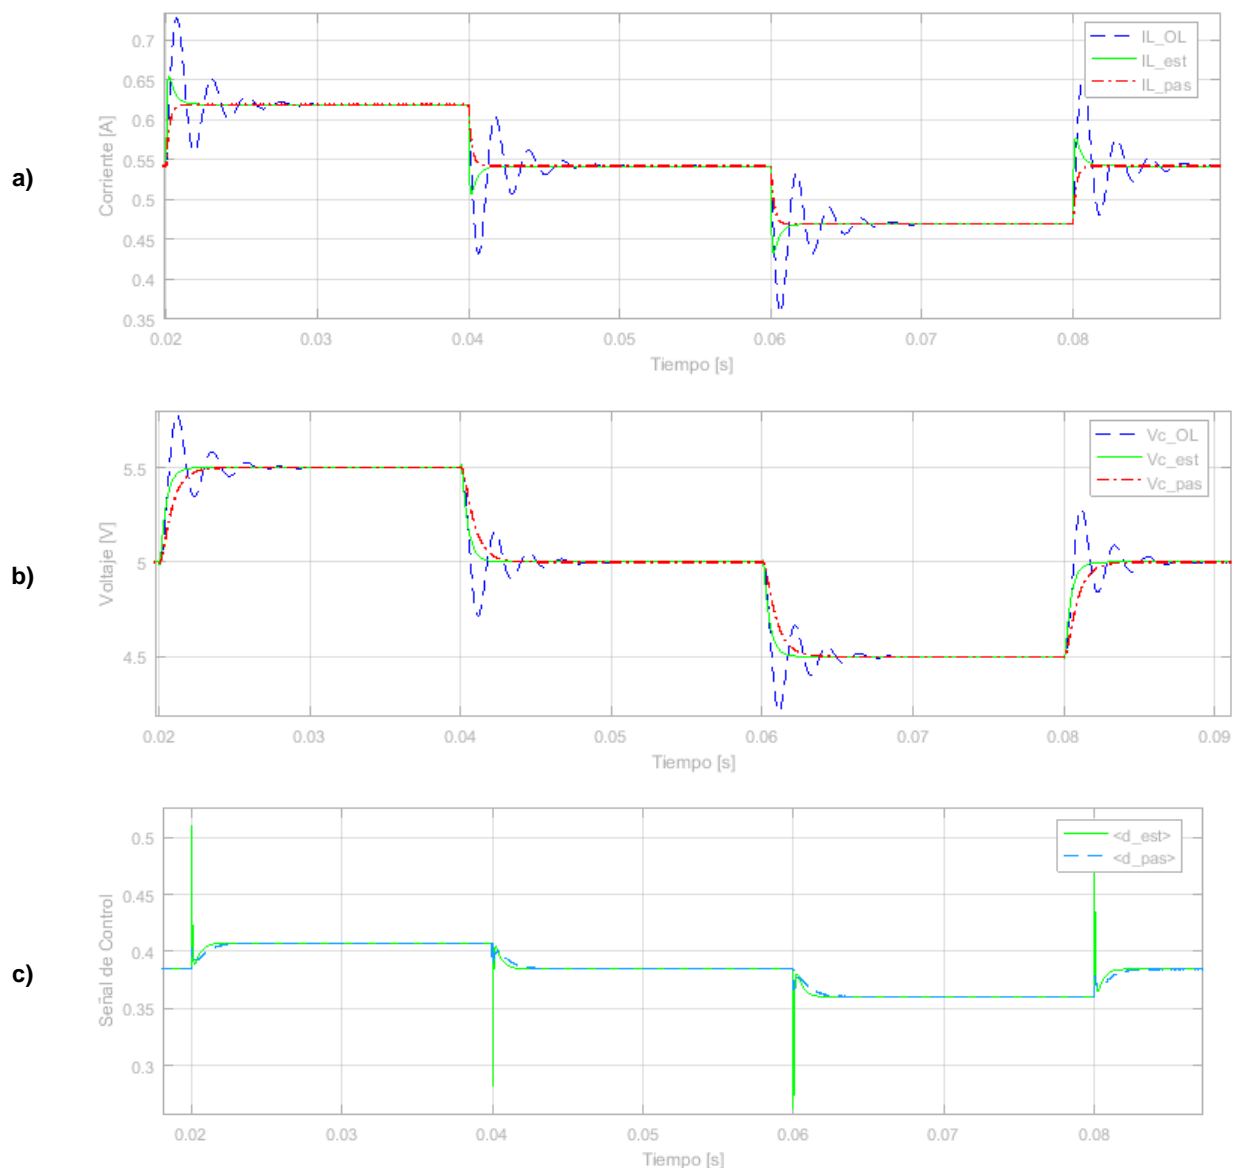 0.7
0.65
0.6
0.55
0.5
0.45
0.4
0.35
Corriente [A]
a)
IL_OL
IL_est
IL_pas
0.02
0.03
0.04
0.05
0.06
0.07
0.08
Tiempo [s]
5.5
5
4.5
Voltaje [V]
b)
Vc_OL
Vc_est
Vc_pas
0.02
0.03
0.04
0.05
0.06
0.07
0.08
0.09
Tiempo [s]
0.5
0.45
0.4
0.35
0.3
Señal de Control
c)
<d_est>
<d_pas>
0.02
0.03
0.04
0.05
0.06
0.07
0.08
Tiempo [s]